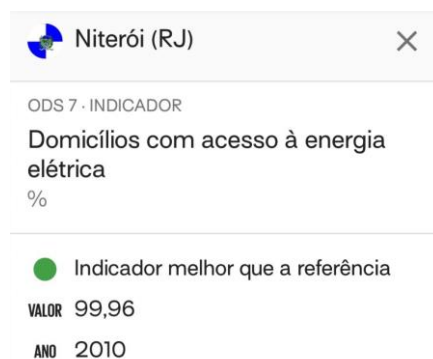 Niterói (RJ)
ODS 7 · INDICADOR
Domicílios com acesso à energia
elétrica
%
Indicador melhor que a referência
VALOR 99,96
ANO 2010